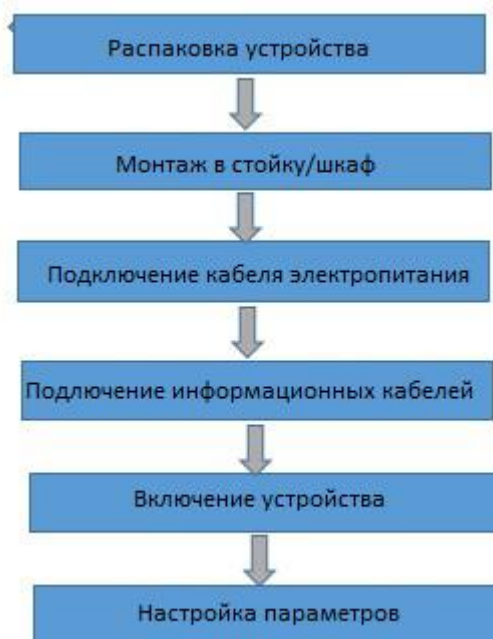 Распаковка устройства
Монтаж в стойку/шкаф
Подключение кабеля электропитания
Подлючение информационных кабелей
Включение устройства
Настройка параметров